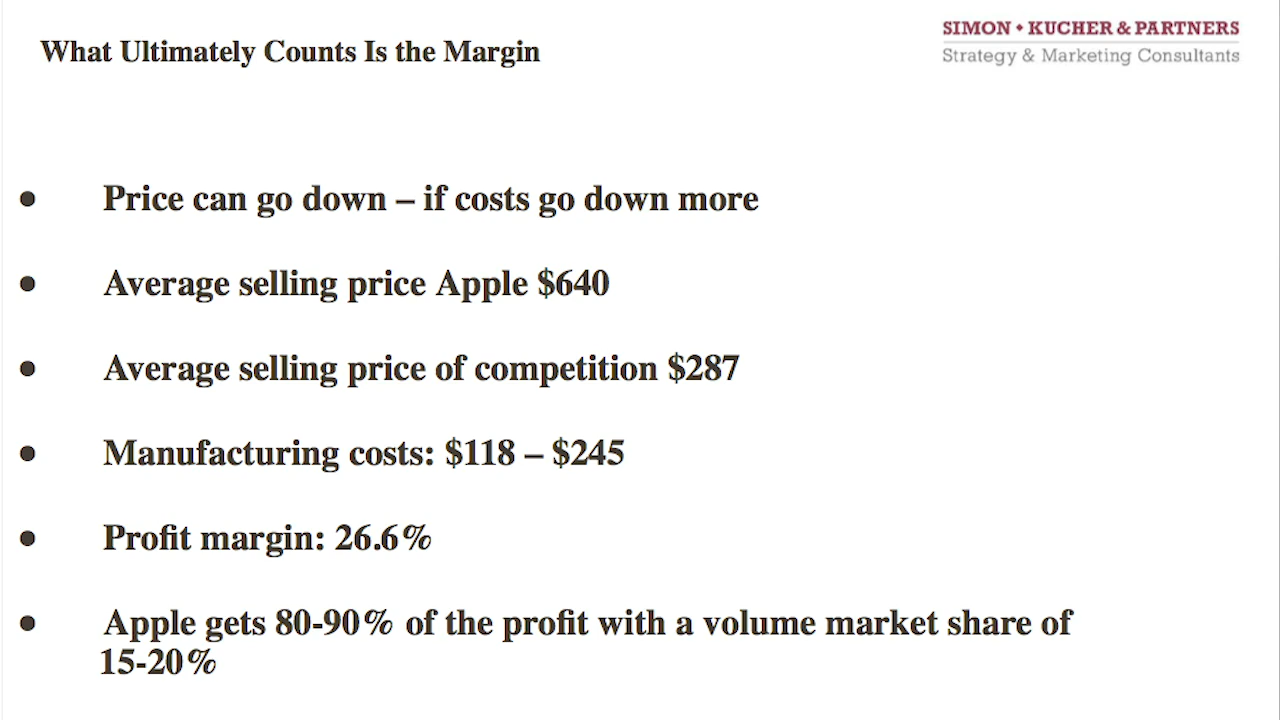 What Ultimately Counts Is the Margin
SIMON • KUCHER & PARTNERS
Strategy & Marketing Consultants
• Price can go down – if costs go down more
• Average selling price Apple $640
• Average selling price of competition $287
• Manufacturing costs: $118 – $245
• Profit margin: 26.6%
• Apple gets 80-90% of the profit with a volume market share of
15-20%